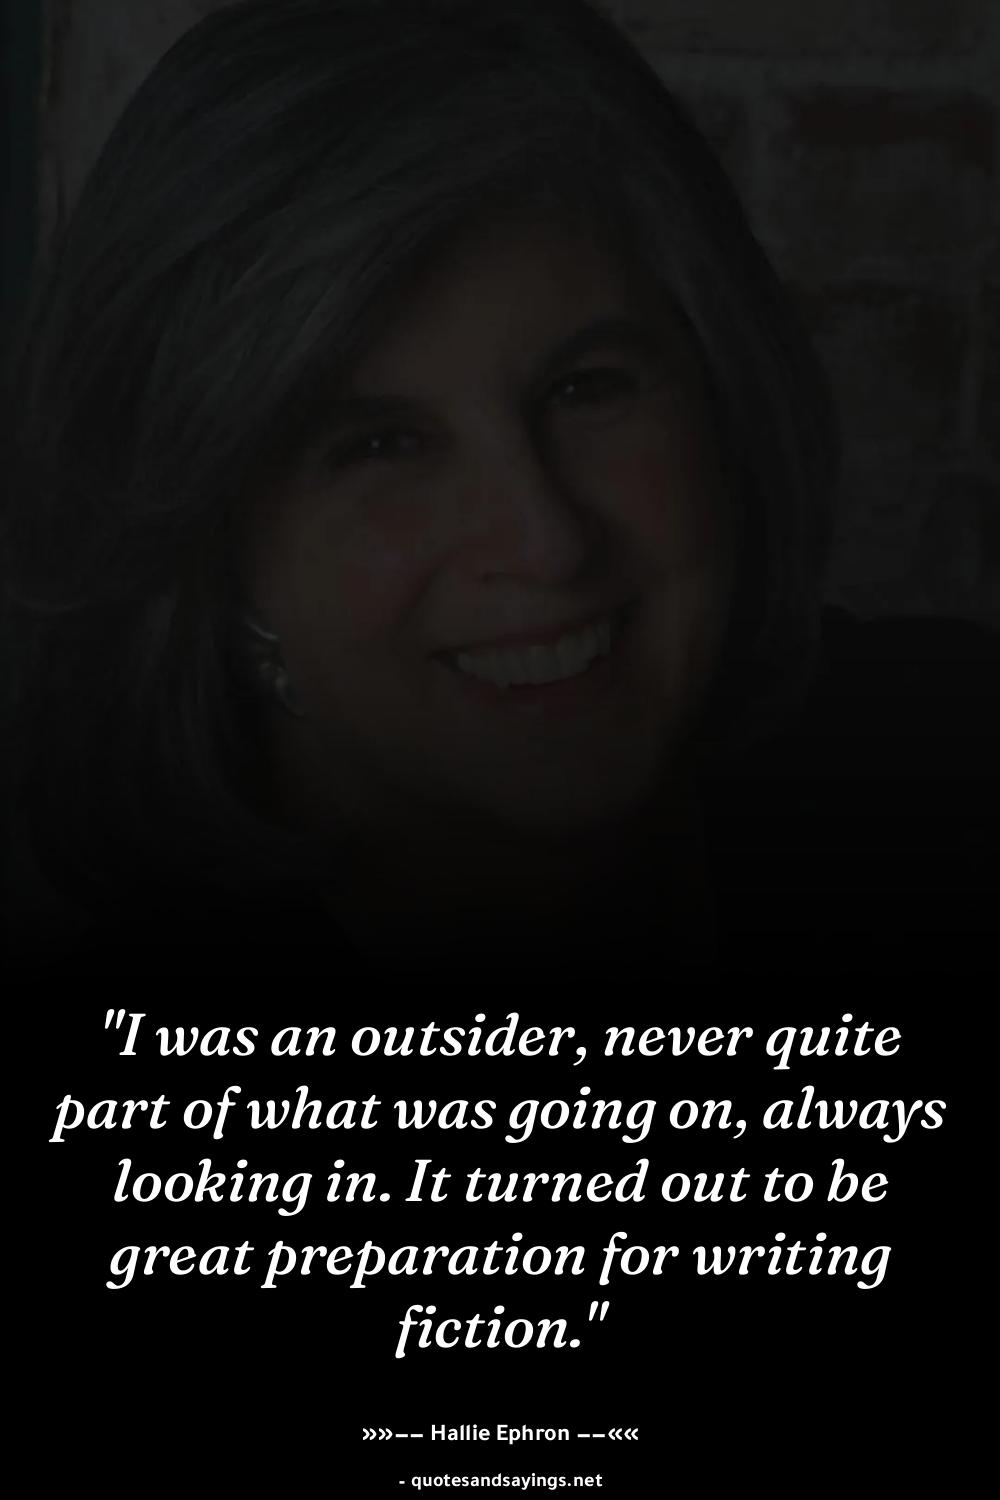 "I was an outsider, never quite
part of what was going on, always
looking in. It turned out to be
great preparation for writing
fiction."
»»−− Hallie Ephron −−««
- quotesandsayings.net